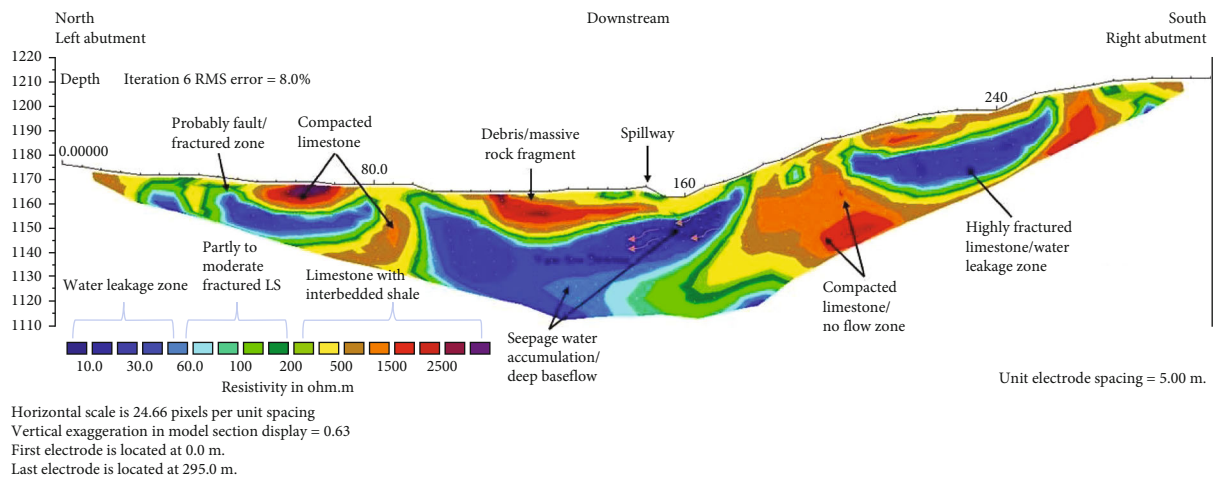 North
Left abutment
Downstream
South
Right abutment
1220
1210
1200
1190
1180
1170
1160
1150
1140
1130
1120
1110
Depth
Iteration 6 RMS error = 8.0%
0.00000
80.0
160
240
Probably fault/
fractured zone
Compacted
limestone
Debris/massive
rock fragment
Spillway
Water leakage zone
Partly to
moderate
fractured LS
Limestone with
interbedded shale
Seepage water
accumulation/
deep baseflow
Compacted
limestone/
no flow zone
Highly fractured
limestone/water
leakage zone
10.0 30.0 60.0 100 200 500 1500 2500
Resistivity in ohm.m
Unit electrode spacing = 5.00 m.
Horizontal scale is 24.66 pixels per unit spacing
Vertical exaggeration in model section display = 0.63
First electrode is located at 0.0 m.
Last electrode is located at 295.0 m.